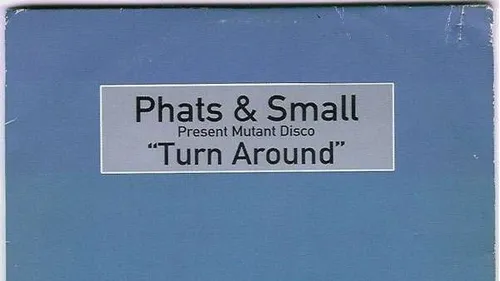 Phats & Small
Present Mutant Disco
“Turn Around”